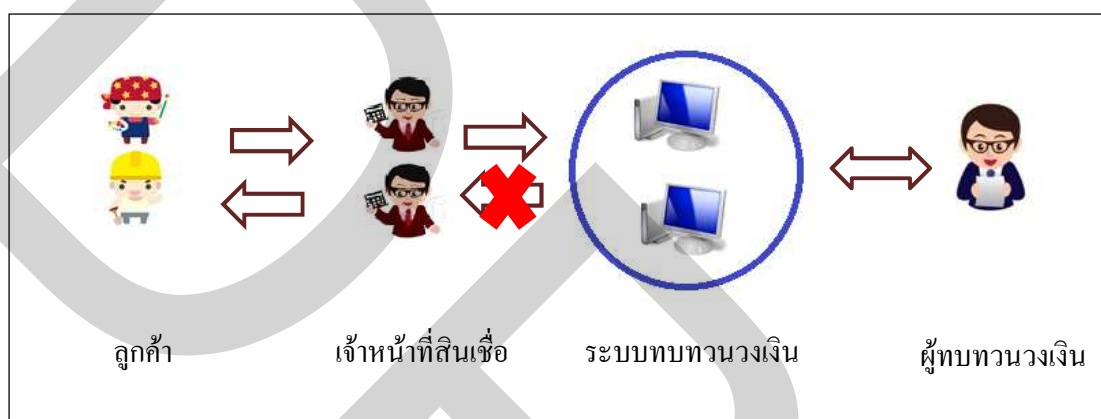 ลูกค้า เจ้าหน้าที่สินเชื่อ ระบบทบทวนวงเงิน ผู้ทบทวนวงเงิน